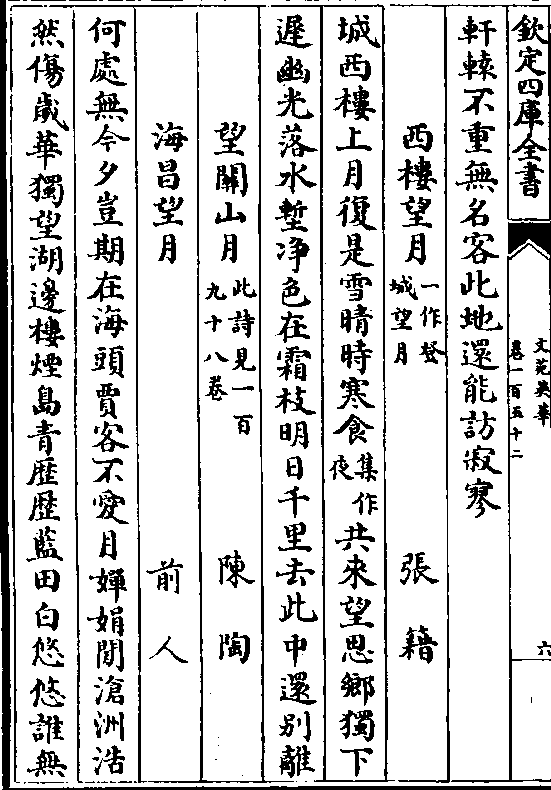 欽定四庫全書
文苑英華
卷一百五十二
六
軒轅不重無名客此地還能訪寂寥
西樓望月一作登城望月 張籍
城西樓上月復是雪晴時寒食集作夜共來望思鄉獨下
遲幽光落水塹净色在霜枝明日千里去此中還別離
望關山月此詩見一百九十八卷 陳陶
海昌望月 前人
何處無今夕豈期在海頭賈客不愛月嬋娟閒滄洲浩
然傷歲華獨望湖邊樓煙島青歴歴藍田白悠悠誰無